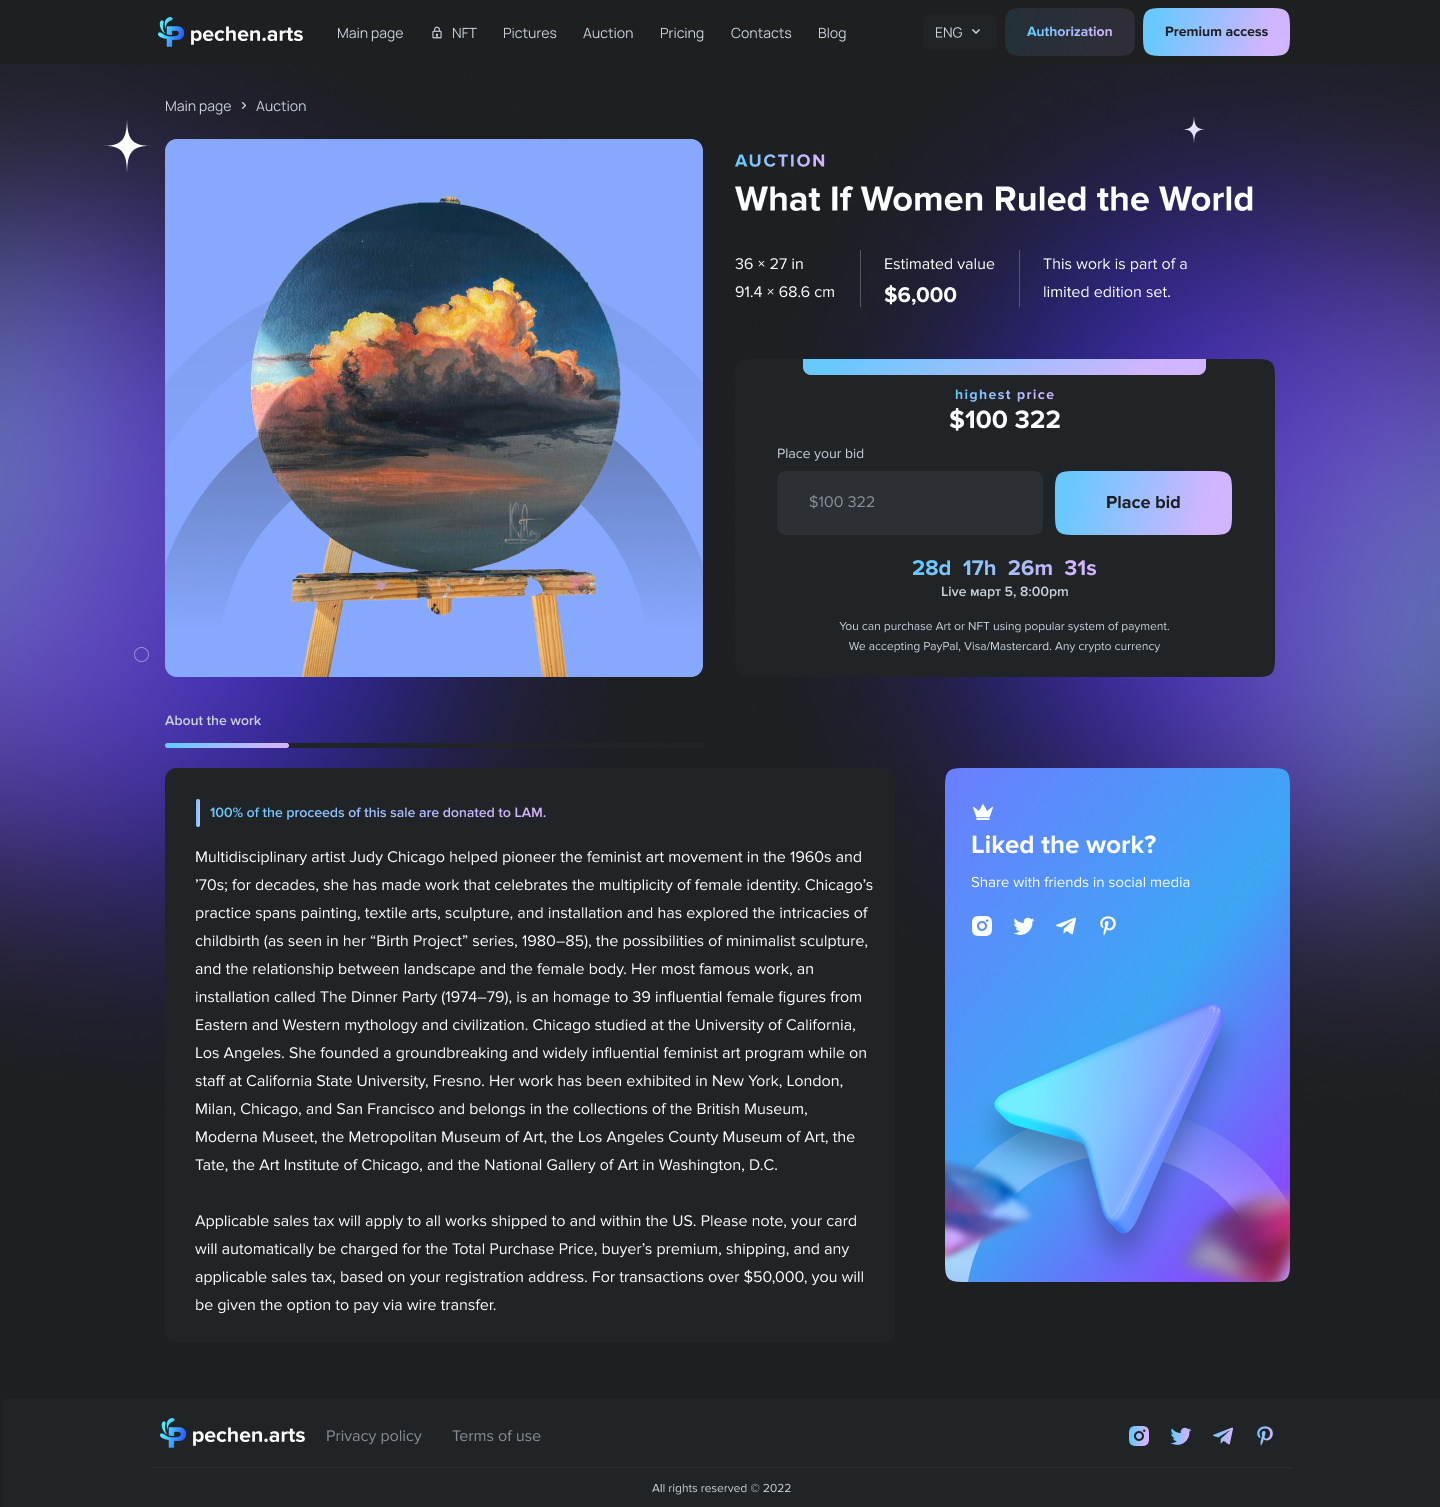 pechen.arts
Main page
NFT
Pictures
Auction
Pricing
Contacts
Blog
ENG
Authorization
Premium access
Main page > Auction
AUCTION
What If Women Ruled the World
36 × 27 in
91.4 × 68.6 cm
Estimated value
$6,000
This work is part of a
limited edition set.
highest price
$100 322
Place your bid
$100 322
Place bid
28d 17h 26m 31s
Live март 5, 8:00pm
You can purchase Art or NFT using popular system of payment.
We accepting PayPal, Visa/Mastercard. Any crypto currency
About the work
100% of the proceeds of this sale are donated to LAM.
Multidisciplinary artist Judy Chicago helped pioneer the feminist art movement in the 1960s and
’70s; for decades, she has made work that celebrates the multiplicity of female identity. Chicago’s
practice spans painting, textile arts, sculpture, and installation and has explored the intricacies of
childbirth (as seen in her “Birth Project” series, 1980–85), the possibilities of minimalist sculpture,
and the relationship between landscape and the female body. Her most famous work, an
installation called The Dinner Party (1974–79), is an homage to 39 influential female figures from
Eastern and Western mythology and civilization. Chicago studied at the University of California,
Los Angeles. She founded a groundbreaking and widely influential feminist art program while on
staff at California State University, Fresno. Her work has been exhibited in New York, London,
Milan, Chicago, and San Francisco and belongs in the collections of the British Museum,
Moderna Museet, the Metropolitan Museum of Art, the Los Angeles County Museum of Art, the
Tate, the Art Institute of Chicago, and the National Gallery of Art in Washington, D.C.
Applicable sales tax will apply to all works shipped to and within the US. Please note, your card
will automatically be charged for the Total Purchase Price, buyer’s premium, shipping, and any
applicable sales tax, based on your registration address. For transactions over $50,000, you will
be given the option to pay via wire transfer.
Liked the work?
Share with friends in social media
pechen.arts
Privacy policy
Terms of use
All rights reserved © 2022